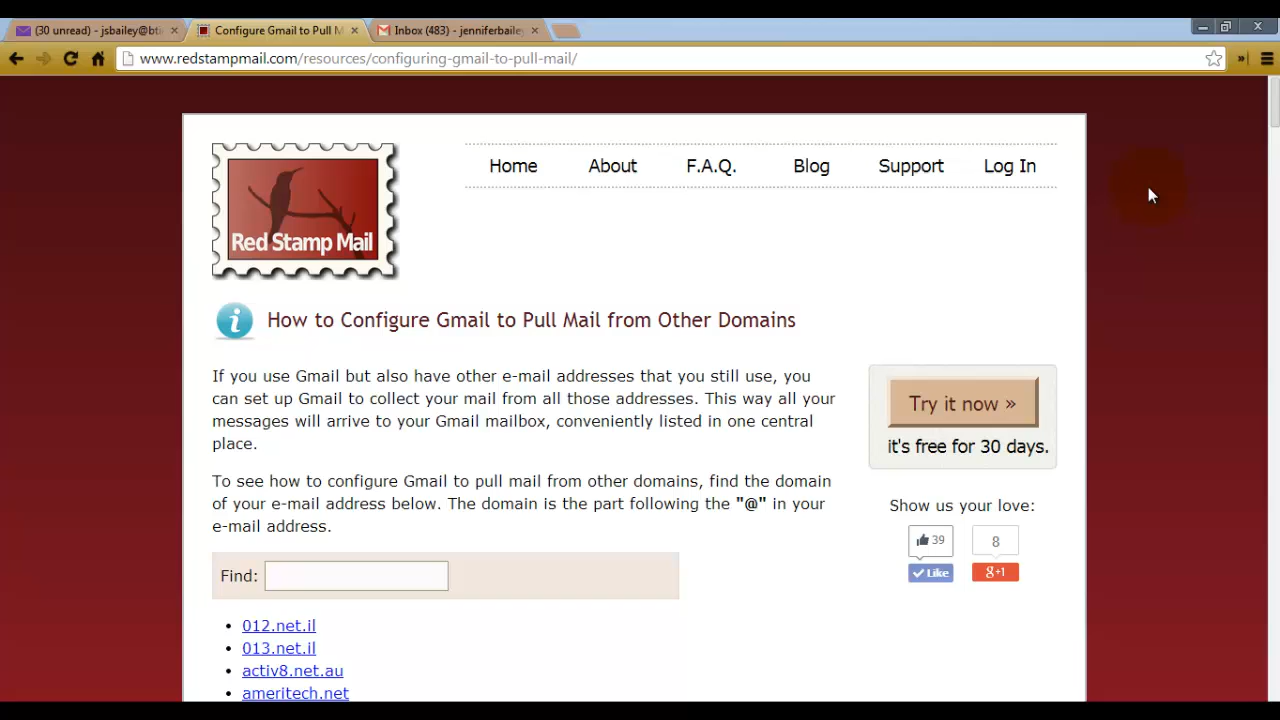 (30 unread) - jsbailey@bti
Configure Gmail to Pull M
Inbox (483) - jenniferbailey
www.redstampmail.com/resources/configuring-gmail-to-pull-mail/
Red Stamp Mail
Home About F.A.Q. Blog Support Log In
How to Configure Gmail to Pull Mail from Other Domains
If you use Gmail but also have other e-mail addresses that you still use, you
can set up Gmail to collect your mail from all those addresses. This way all your
messages will arrive to your Gmail mailbox, conveniently listed in one central
place.
To see how to configure Gmail to pull mail from other domains, find the domain
of your e-mail address below. The domain is the part following the "@" in your
e-mail address.
Find:
012.net.il
013.net.il
activ8.net.au
ameritech.net
Try it now »
it's free for 30 days.
Show us your love:
39
8
Like
g+1